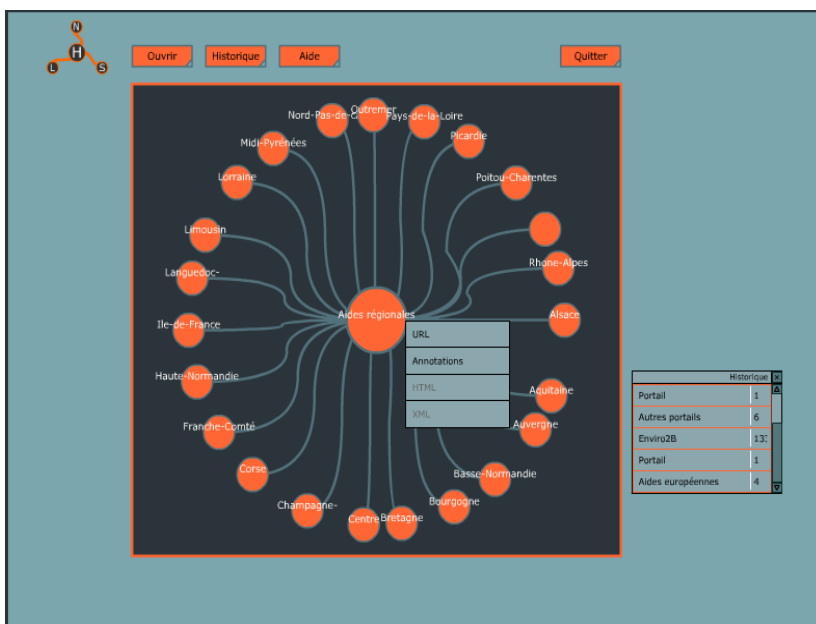 N
H
L
S
Ouvrir
Historique
Aide
Quitter
Outremer
Nord-Pas-de-C
Pays-de-la-Loire
Picardie
Midi-Pyrénées
Lorraine
Poitou-Charentes
Limousin
Rhone-Alpes
Languedoc-
Aides régionales
Alsace
Ile-de-France
URL
Annotations
HTML
XML
Haute-Normandie
Aquitaine
Franche-Comté
Auvergne
Corse
Basse-Normandie
Champagne-
Bourgogne
Centre
Bretagne
Historique
Portail 1
Autres portails 6
Enviro2B
Portail 1
Aides européennes 4